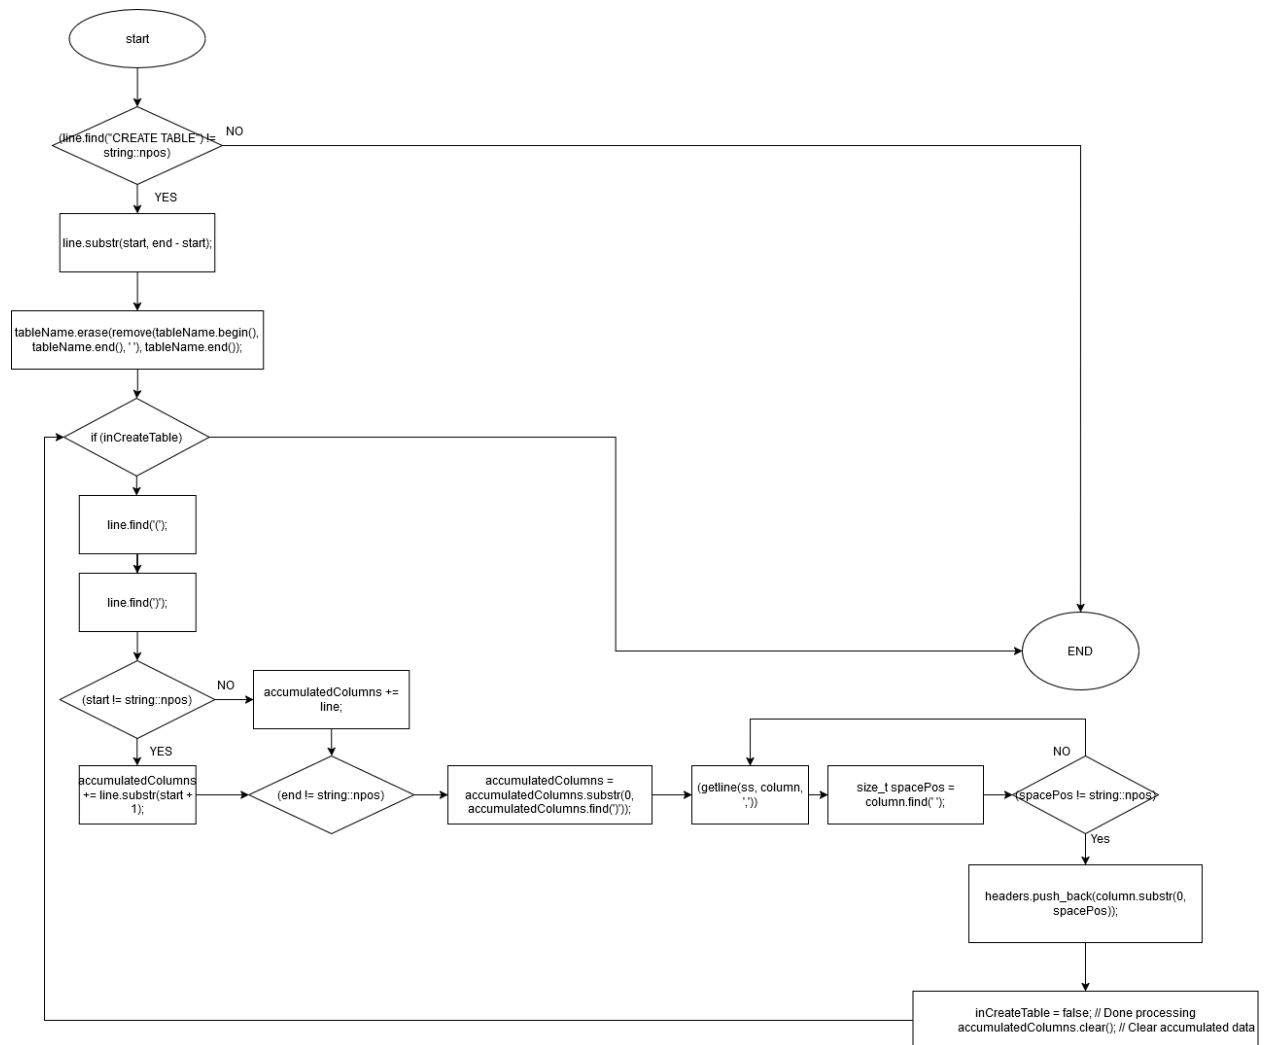 start
(line.find("CREATE TABLE") !=
string::npos)
NO
YES
line.substr(start, end - start);
tableName.erase(remove(tableName.begin(),
tableName.end(), ' '), tableName.end());
if (inCreateTable)
line.find('(');
line.find(')');
END
(start != string::npos)
NO
accumulatedColumns +=
line;
YES
accumulatedColumns
+= line.substr(start +
1);
(end != string::npos)
accumulatedColumns =
accumulatedColumns.substr(0,
accumulatedColumns.find(')'));
(getline(ss, column,
','))
size_t spacePos =
column.find(' ');
NO
(spacePos != string::npos)
Yes
headers.push_back(column.substr(0,
spacePos));
inCreateTable = false; // Done processing
accumulatedColumns.clear(); // Clear accumulated data